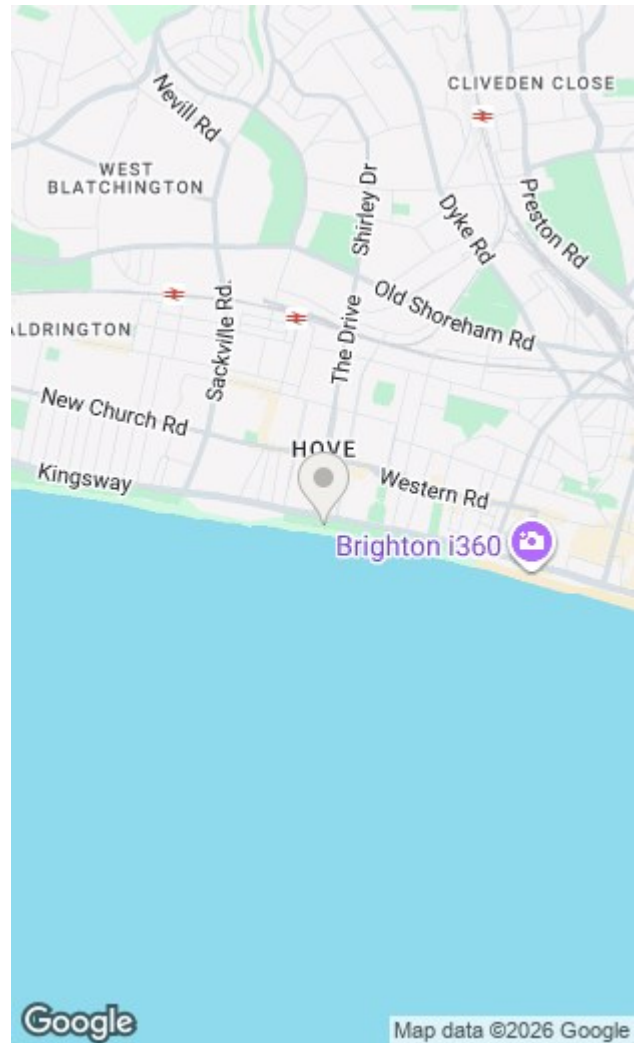 CLIVEDEN CLOSE
Nevill Rd
WEST
BLATCHINGTON
Shirley Dr
Dyke Rd
Preston Rd
Old Shoreham Rd
ALDRINGTON
Sackville Rd.
The Drive
New Church Rd
HOVE
Kingsway
Western Rd
Brighton i360
Google
Map data ©2026 Google